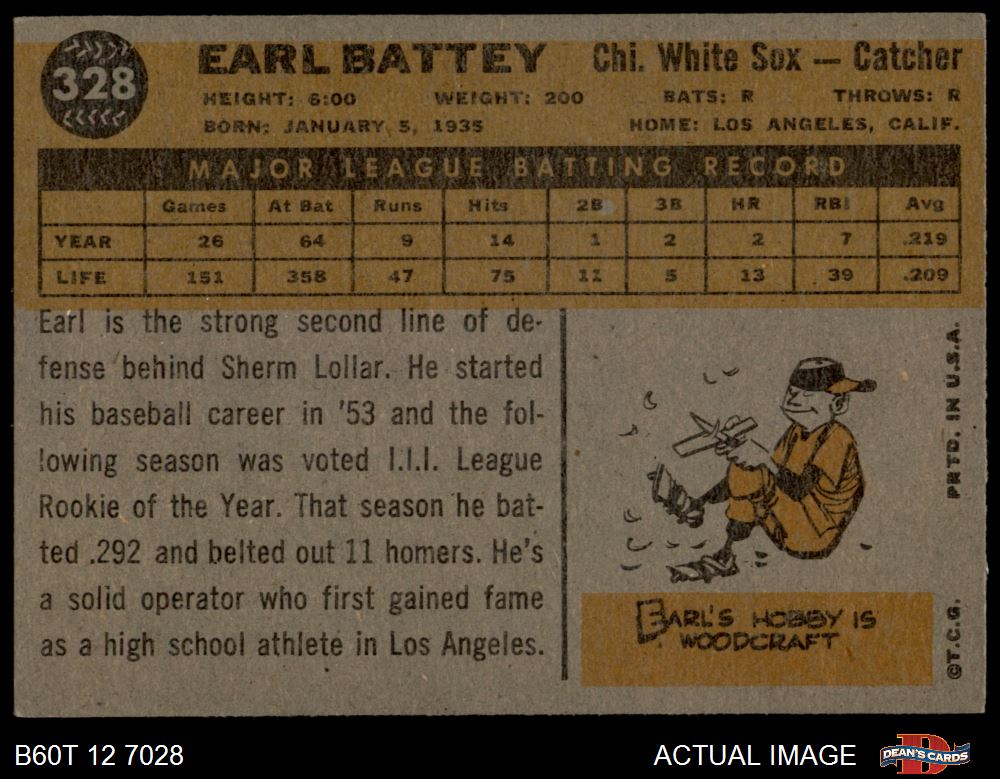 328
EARL BATTEY Chi. White Sox — Catcher
HEIGHT: 6:00 WEIGHT: 200 BATS: R THROWS: R
BORN: JANUARY 5, 1935 HOME: LOS ANGELES, CALIF.
MAJOR LEAGUE BATTING RECORD
Games At Bat Runs Hits 2B 3B HR RBI Avg
YEAR 26 64 9 14 1 2 2 7 .219
LIFE 151 358 47 75 11 5 13 39 .209
Earl is the strong second line of de-
fense behind Sherm Lollar. He started
his baseball career in '53 and the fol-
lowing season was voted I.I.I. League
Rookie of the Year. That season he bat-
ted .292 and belted out 11 homers. He's
a solid operator who first gained fame
as a high school athlete in Los Angeles.
EARL'S HOBBY IS
WOODCRAFT
©T.C.G. PRTD. IN U.S.A.
B60T 12 7028 ACTUAL IMAGE
D
DEAN'S CARDS